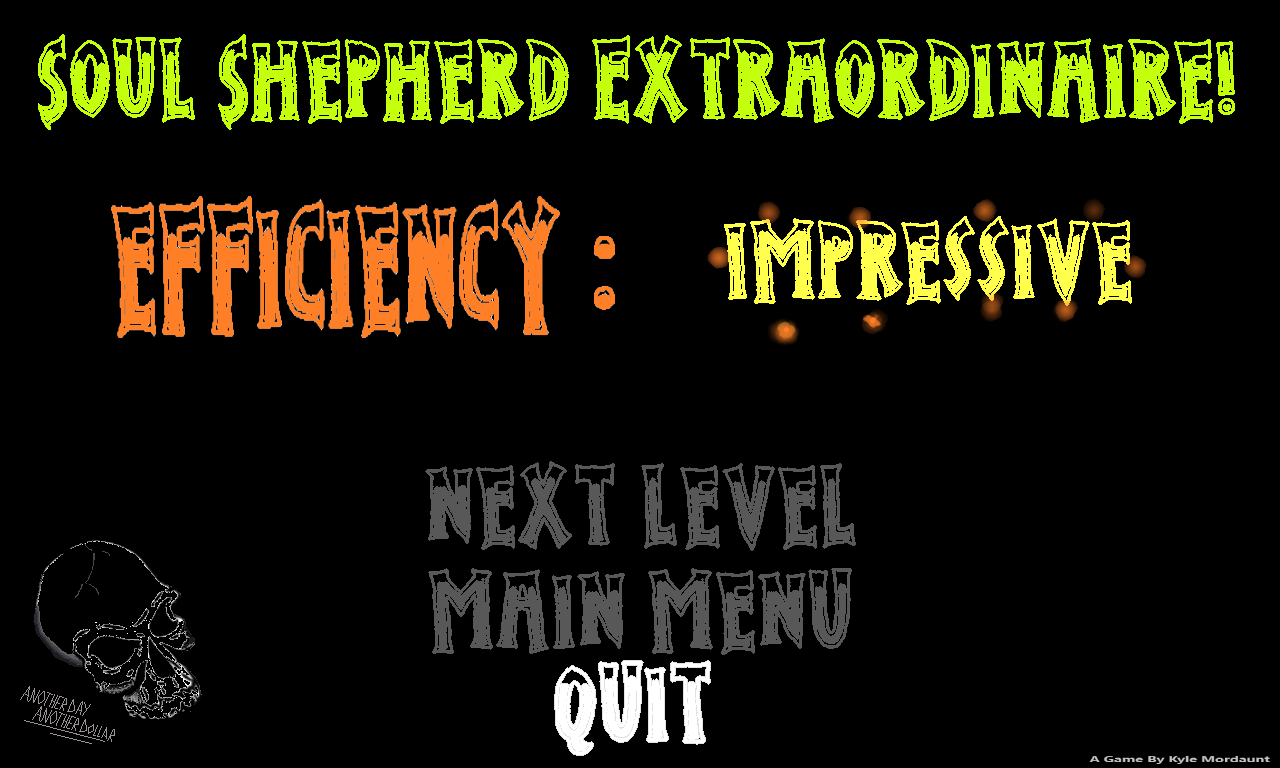 SOUL SHEPHERD EXTRAORDINAIRE!
EFFICIENCY : IMPRESSIVE
NEXT LEVEL
MAIN MENU
QUIT
ANOTHER DAY
ANOTHER DOLLAR
A Game By Kyle Mordaunt